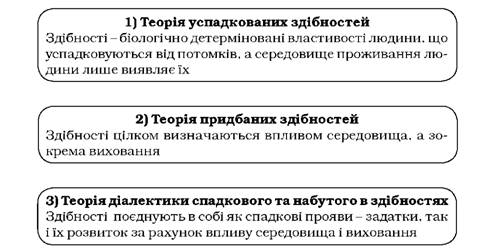 1) Теорія успадкованих здібностей
Здібності – біологічно детерміновані властивості людини, що
успадковуються від потомків, а середовище проживання лю-
дини лише виявляє їх
2) Теорія придбаних здібностей
Здібності цілком визначаються впливом середовища, а зо-
крема виховання
3) Теорія діалектики спадкового та набутого в здібностях
Здібності поєднують в собі як спадкові прояви – задатки, так
і їх розвиток за рахунок впливу середовища і виховання